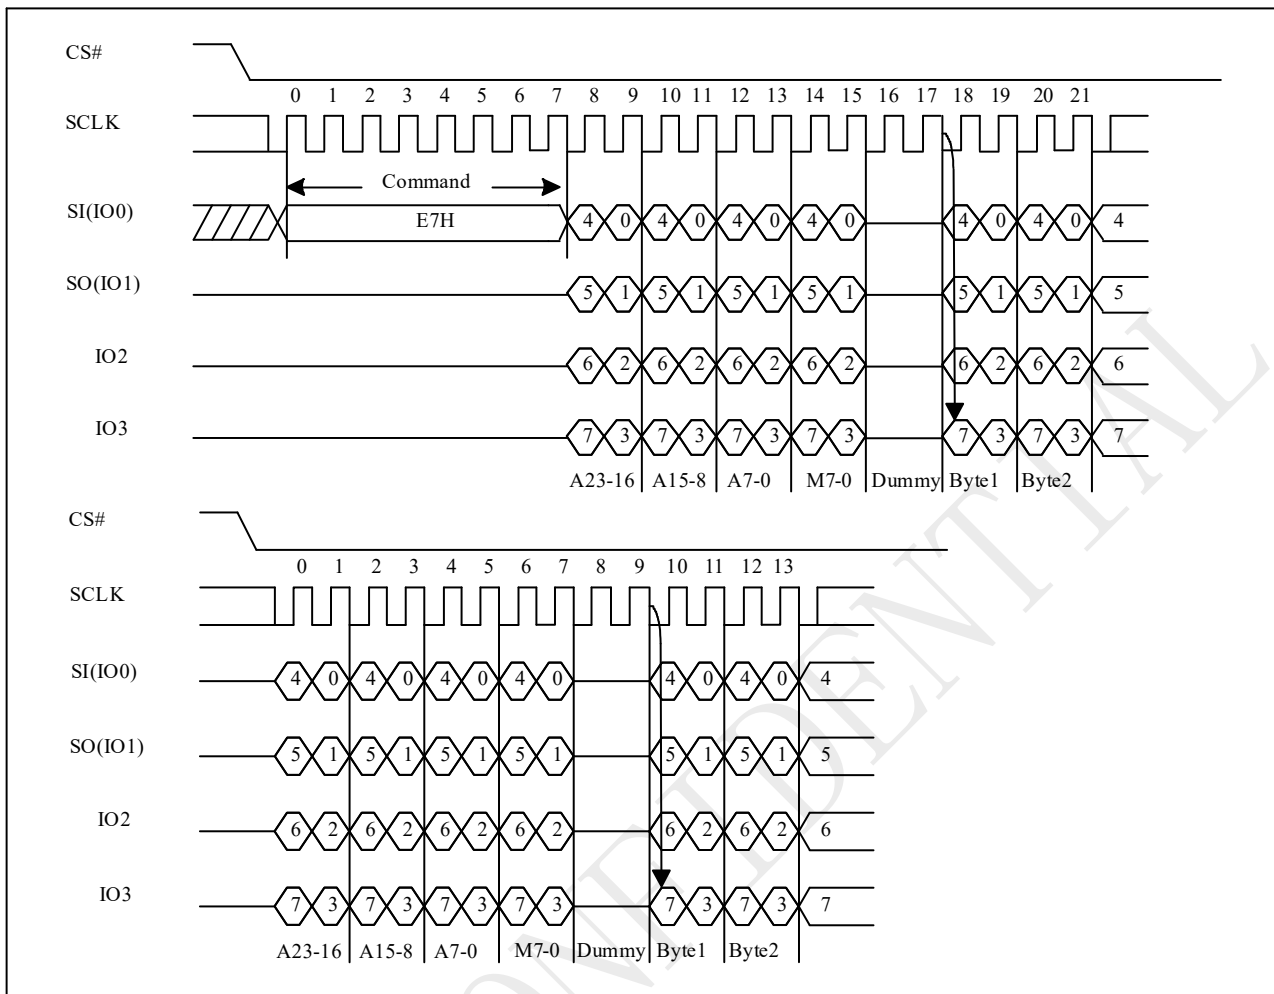 CS#
0 1 2 3 4 5 6 7 8 9 10 11 12 13 14 15 16 17 18 19 20 21
SCLK
Command
SI(IO0) E7H 4 0 4 0 4 0 4 0 4 0 4 0 4
SO(IO1) 5 1 5 1 5 1 5 1 5 1 5 1 5
IO2 6 2 6 2 6 2 6 2 6 2 6 2 6
IO3 7 3 7 3 7 3 7 3 7 3 7 3 7
A23-16 A15-8 A7-0 M7-0 Dummy Byte1 Byte2
CS#
0 1 2 3 4 5 6 7 8 9 10 11 12 13
SCLK
SI(IO0) 4 0 4 0 4 0 4 0 4 0 4 0 4
SO(IO1) 5 1 5 1 5 1 5 1 5 1 5 1 5
IO2 6 2 6 2 6 2 6 2 6 2 6 2 6
IO3 7 3 7 3 7 3 7 3 7 3 7 3 7
A23-16 A15-8 A7-0 M7-0 Dummy Byte1 Byte2
ONFIDENTIAL